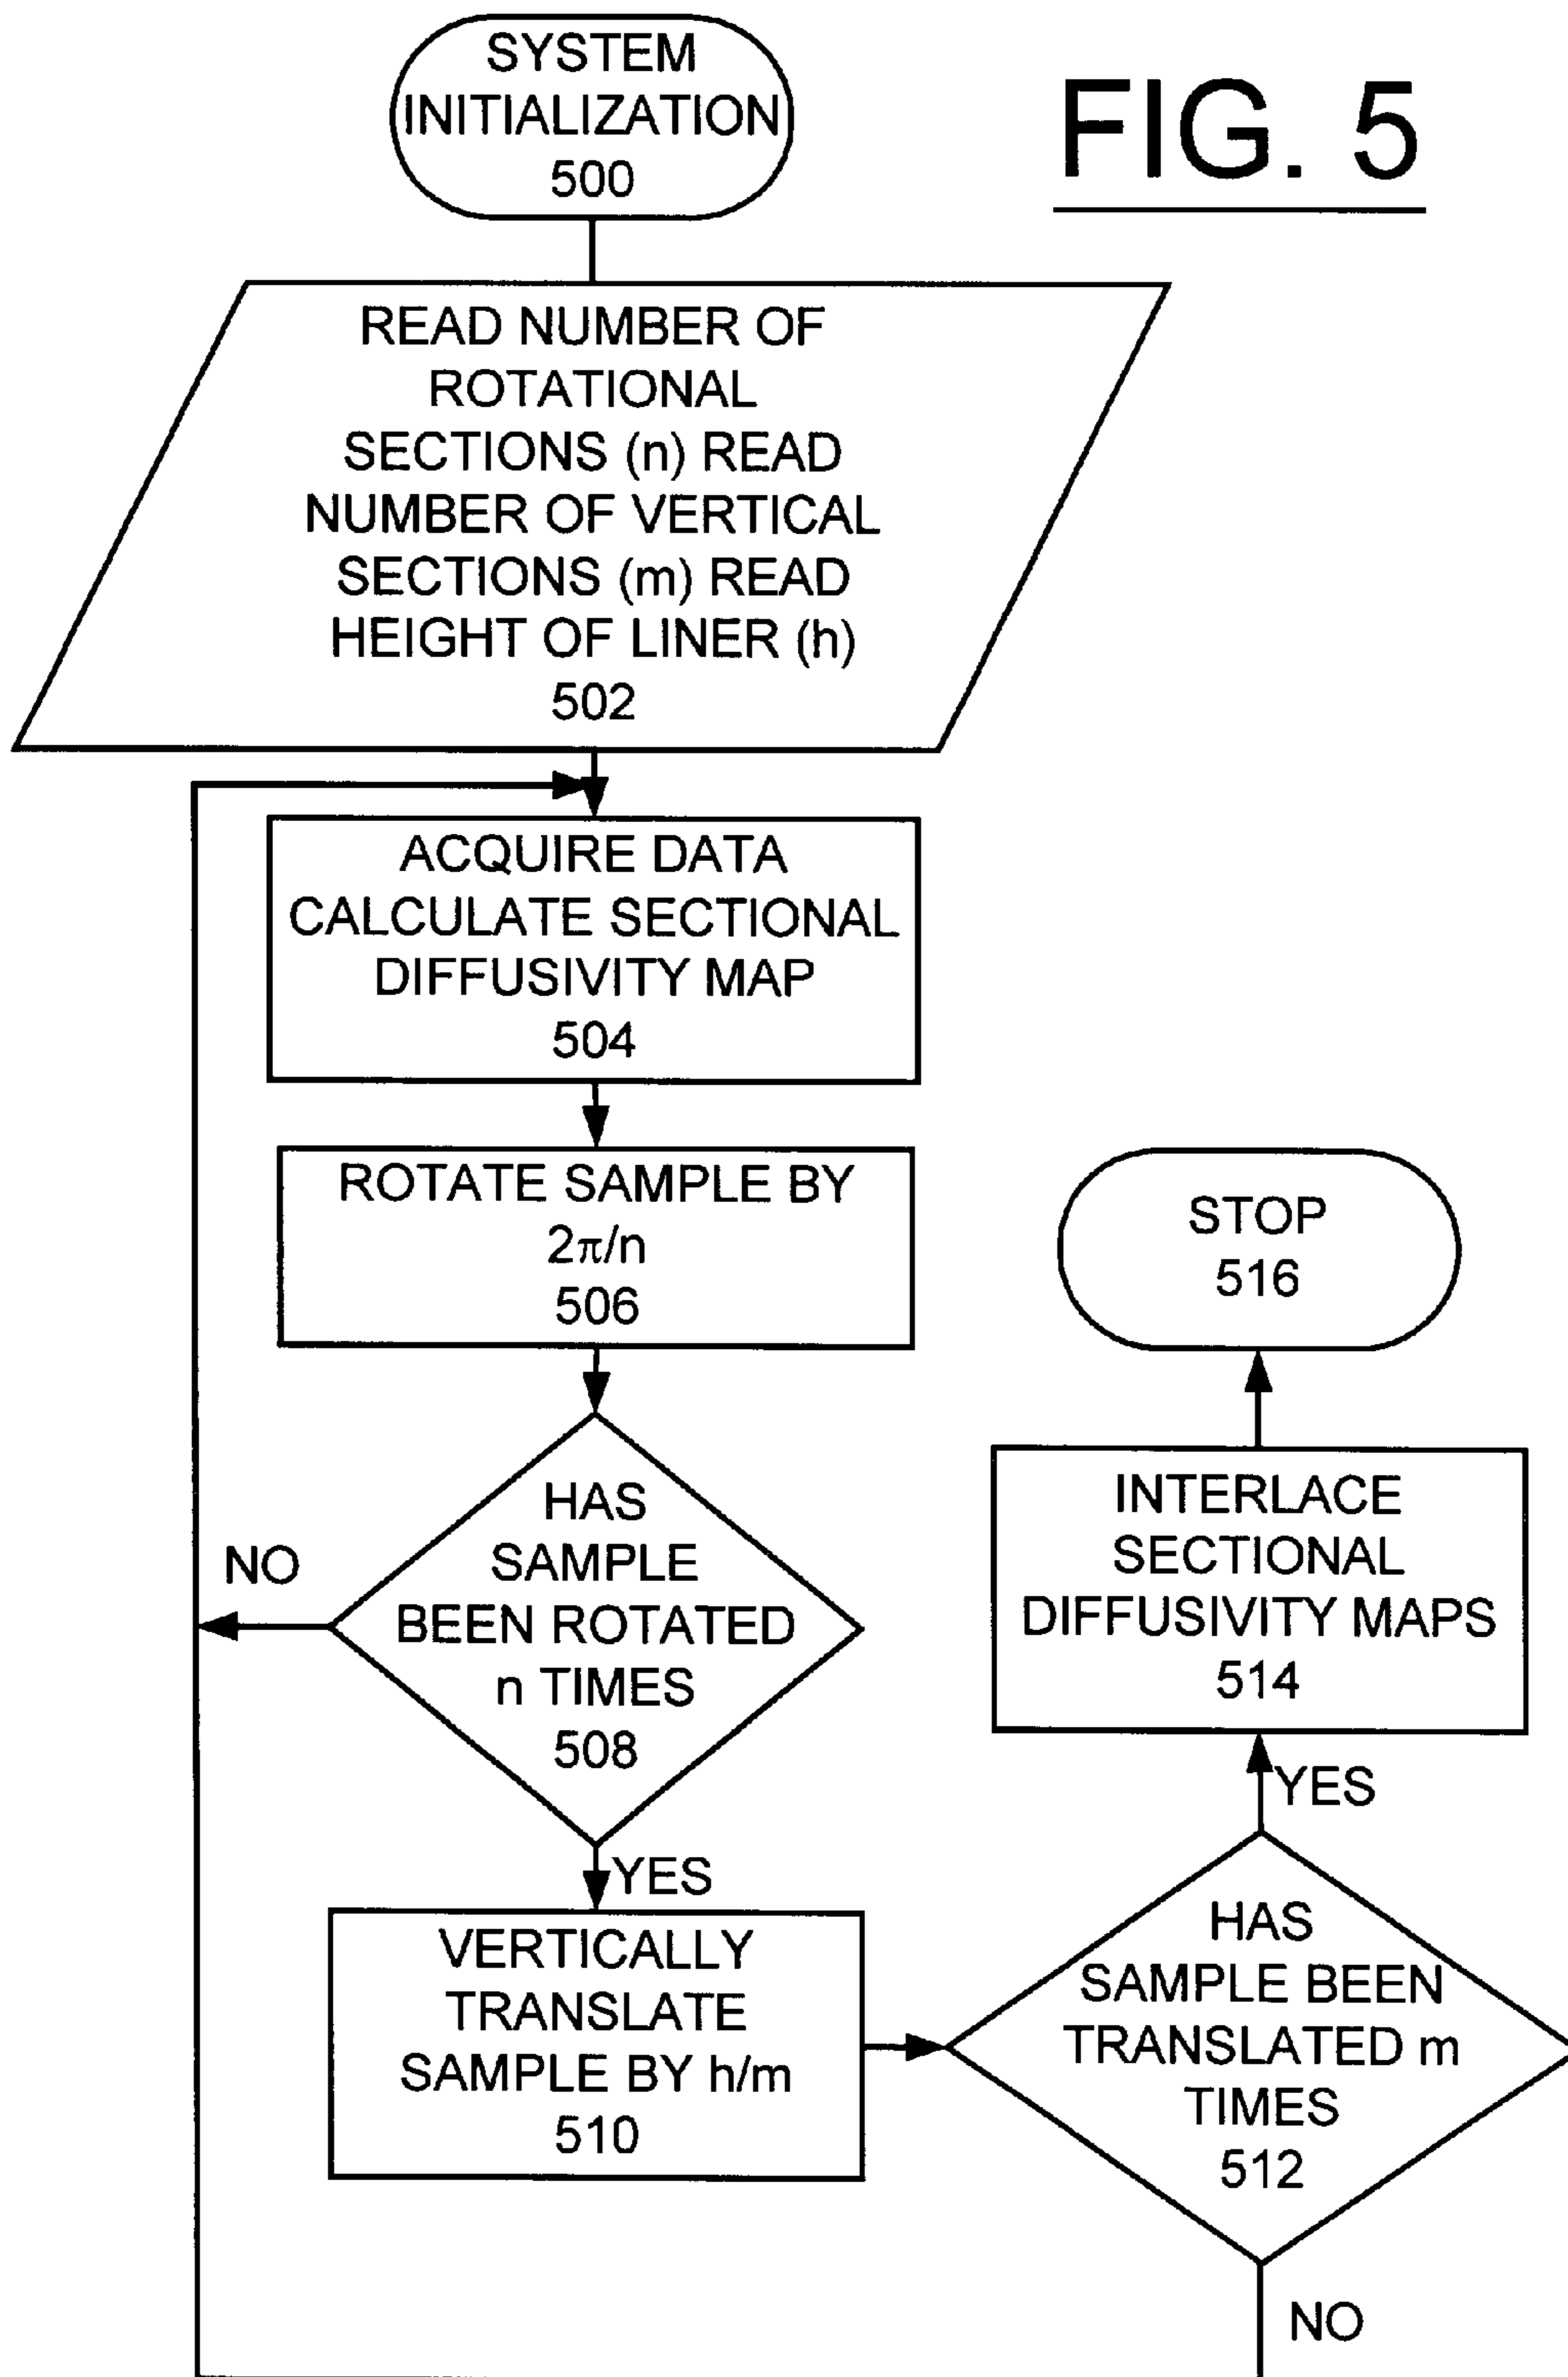 FIG. 5
SYSTEM
INITIALIZATION
500
READ NUMBER OF
ROTATIONAL
SECTIONS (n) READ
NUMBER OF VERTICAL
SECTIONS (m) READ
HEIGHT OF LINER (h)
502
ACQUIRE DATA
CALCULATE SECTIONAL
DIFFUSIVITY MAP
504
ROTATE SAMPLE BY
2π/n
506
HAS
SAMPLE
BEEN ROTATED
n TIMES
508
NO
YES
VERTICALLY
TRANSLATE
SAMPLE BY h/m
510
HAS
SAMPLE BEEN
TRANSLATED m
TIMES
512
NO
YES
INTERLACE
SECTIONAL
DIFFUSIVITY MAPS
514
STOP
516